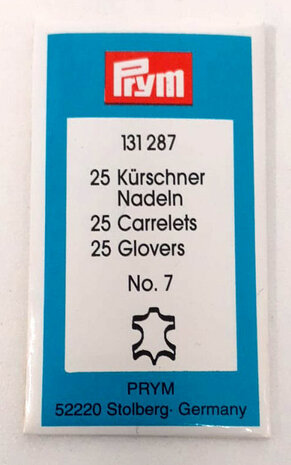 Prym
131 287
25 Kürschner
Nadeln
25 Carrelets
25 Glovers
No. 7
PRYM
52220 Stolberg· Germany